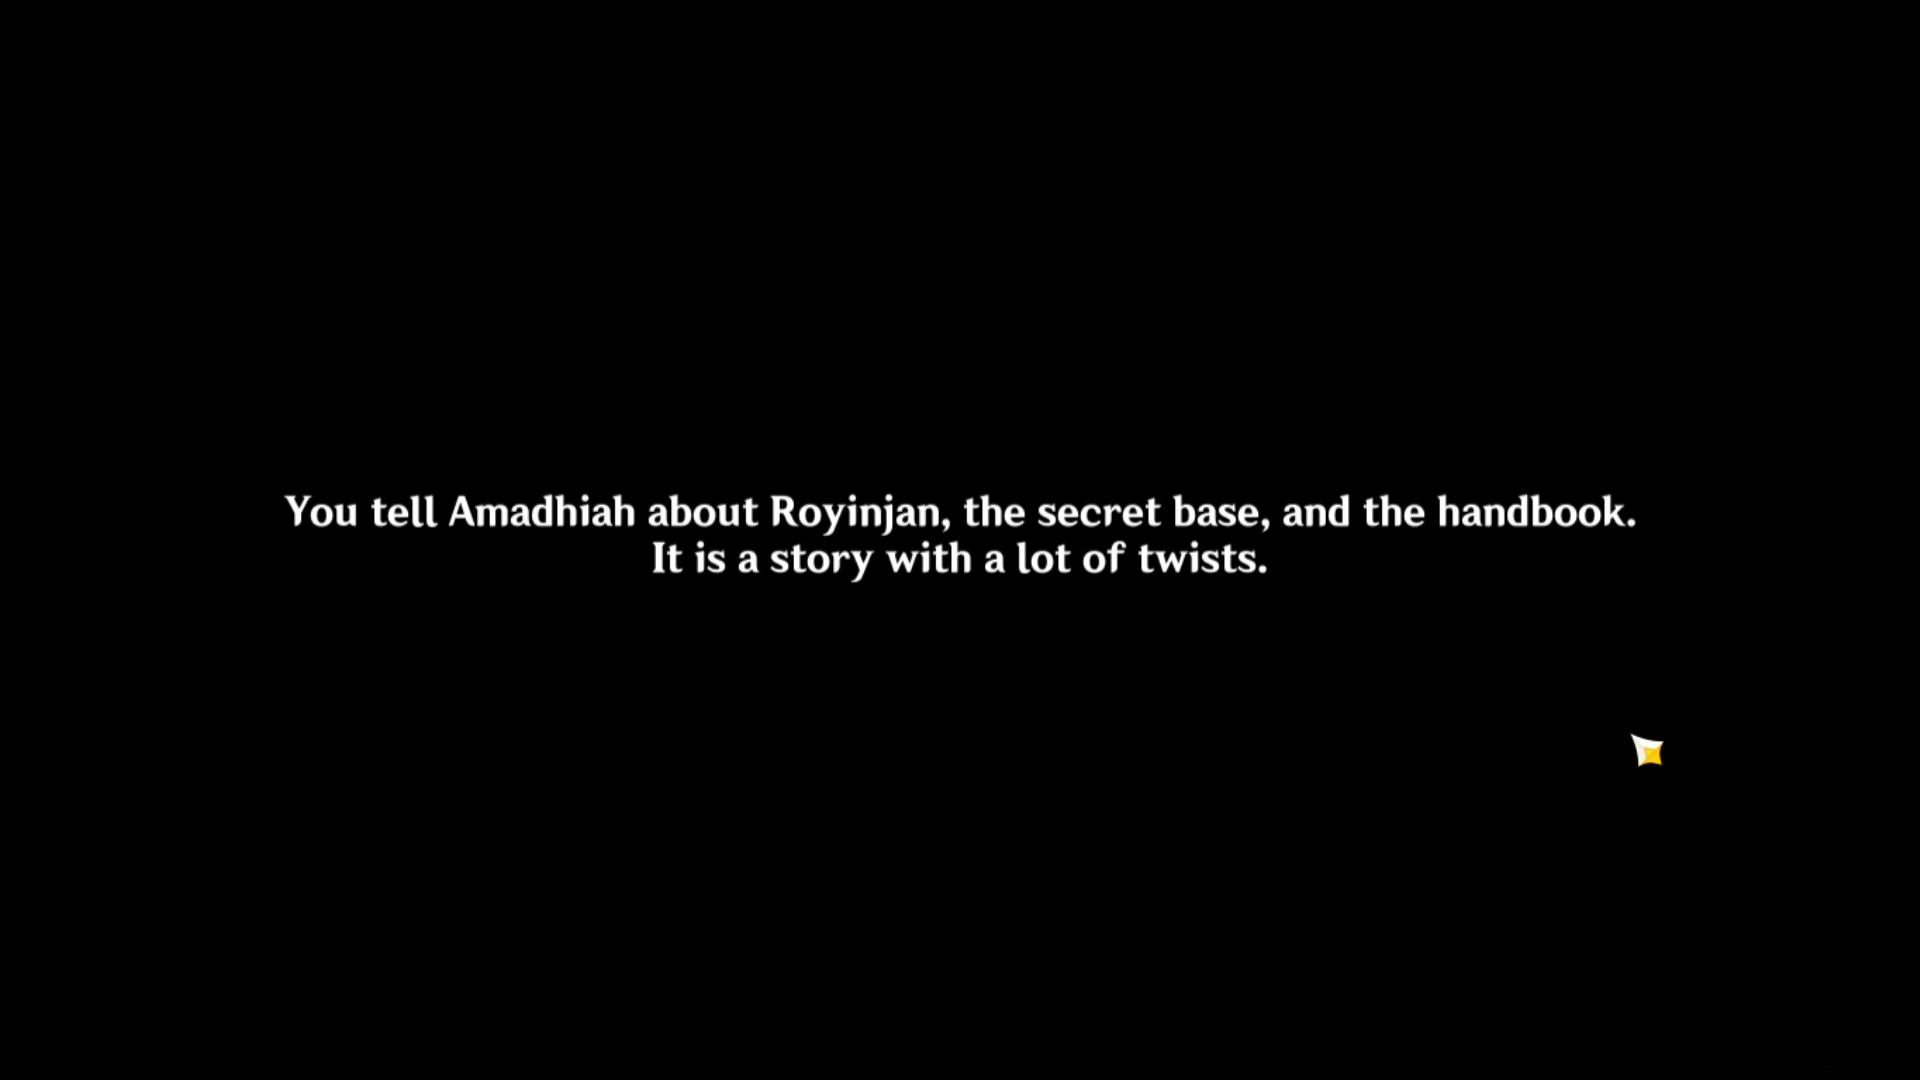 You tell Amadhiah about Royinjan, the secret base, and the handbook.
It is a story with a lot of twists.